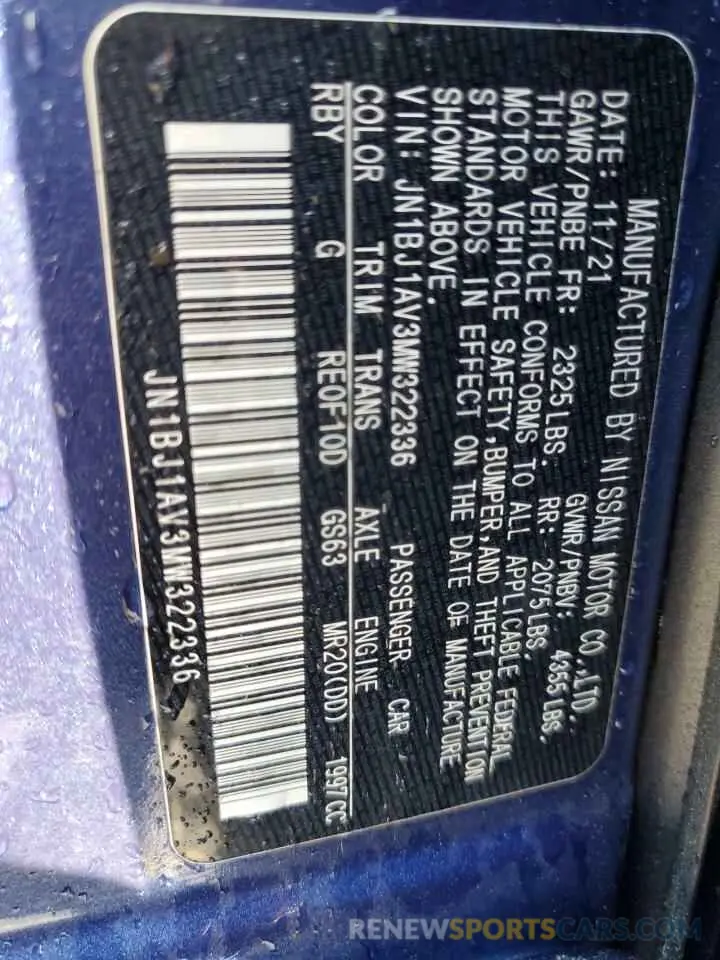 MANUFACTURED BY NISSAN MOTOR CO.,LTD.
DATE: 11/21 GVWR/PNBV: 4355 LBS.
GAWR/PNBE FR: 2325 LBS. RR: 2075 LBS.
THIS VEHICLE CONFORMS TO ALL APPLICABLE FEDERAL
MOTOR VEHICLE SAFETY,BUMPER,AND THEFT PREVENTION
STANDARDS IN EFFECT ON THE DATE OF MANUFACTURE
SHOWN ABOVE.
VIN: JN1BJ1AV3MW322336 PASSENGER CAR
COLOR TRIM TRANS AXLE ENGINE
RBY G RE0F10D GS63 MR20(DD) 1997CC
JN1BJ1AV3MW322336
RENEWSPORTSCARS.COM